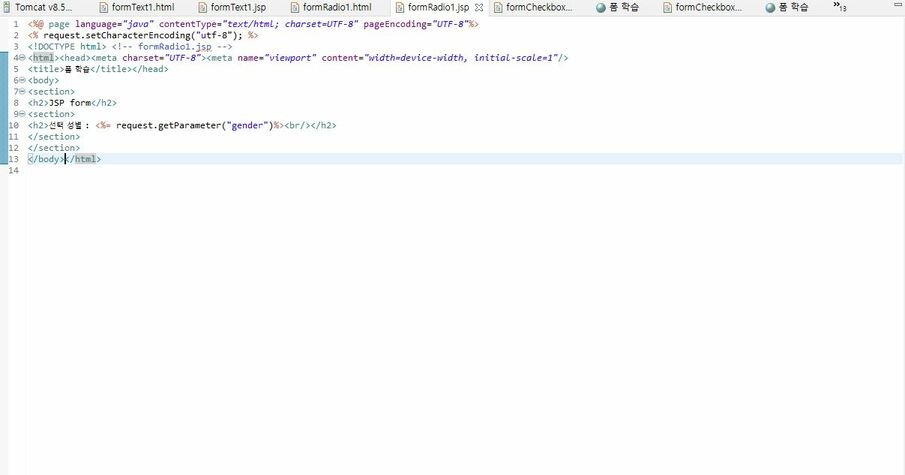 Tomcat v8.5... formText1.html formText1.jsp formRadio1.html formRadio1.jsp formCheckbox... 폼 학습 formCheckbox... 폼 학습 »13
1 <%@ page language="java" contentType="text/html; charset=UTF-8" pageEncoding="UTF-8"%>
2 <% request.setCharacterEncoding("utf-8"); %>
3 <!DOCTYPE html> <!-- formRadio1.jsp -->
4 <html><head><meta charset="UTF-8"><meta name="viewport" content="width=device-width, initial-scale=1"/>
5 <title>폼 학습</title></head>
6 <body>
7 <section>
8 <h2>JSP form</h2>
9 <section>
10 <h2>선택 성별 : <%= request.getParameter("gender")%><br/></h2>
11 </section>
12 </section>
13 </body></html>
14